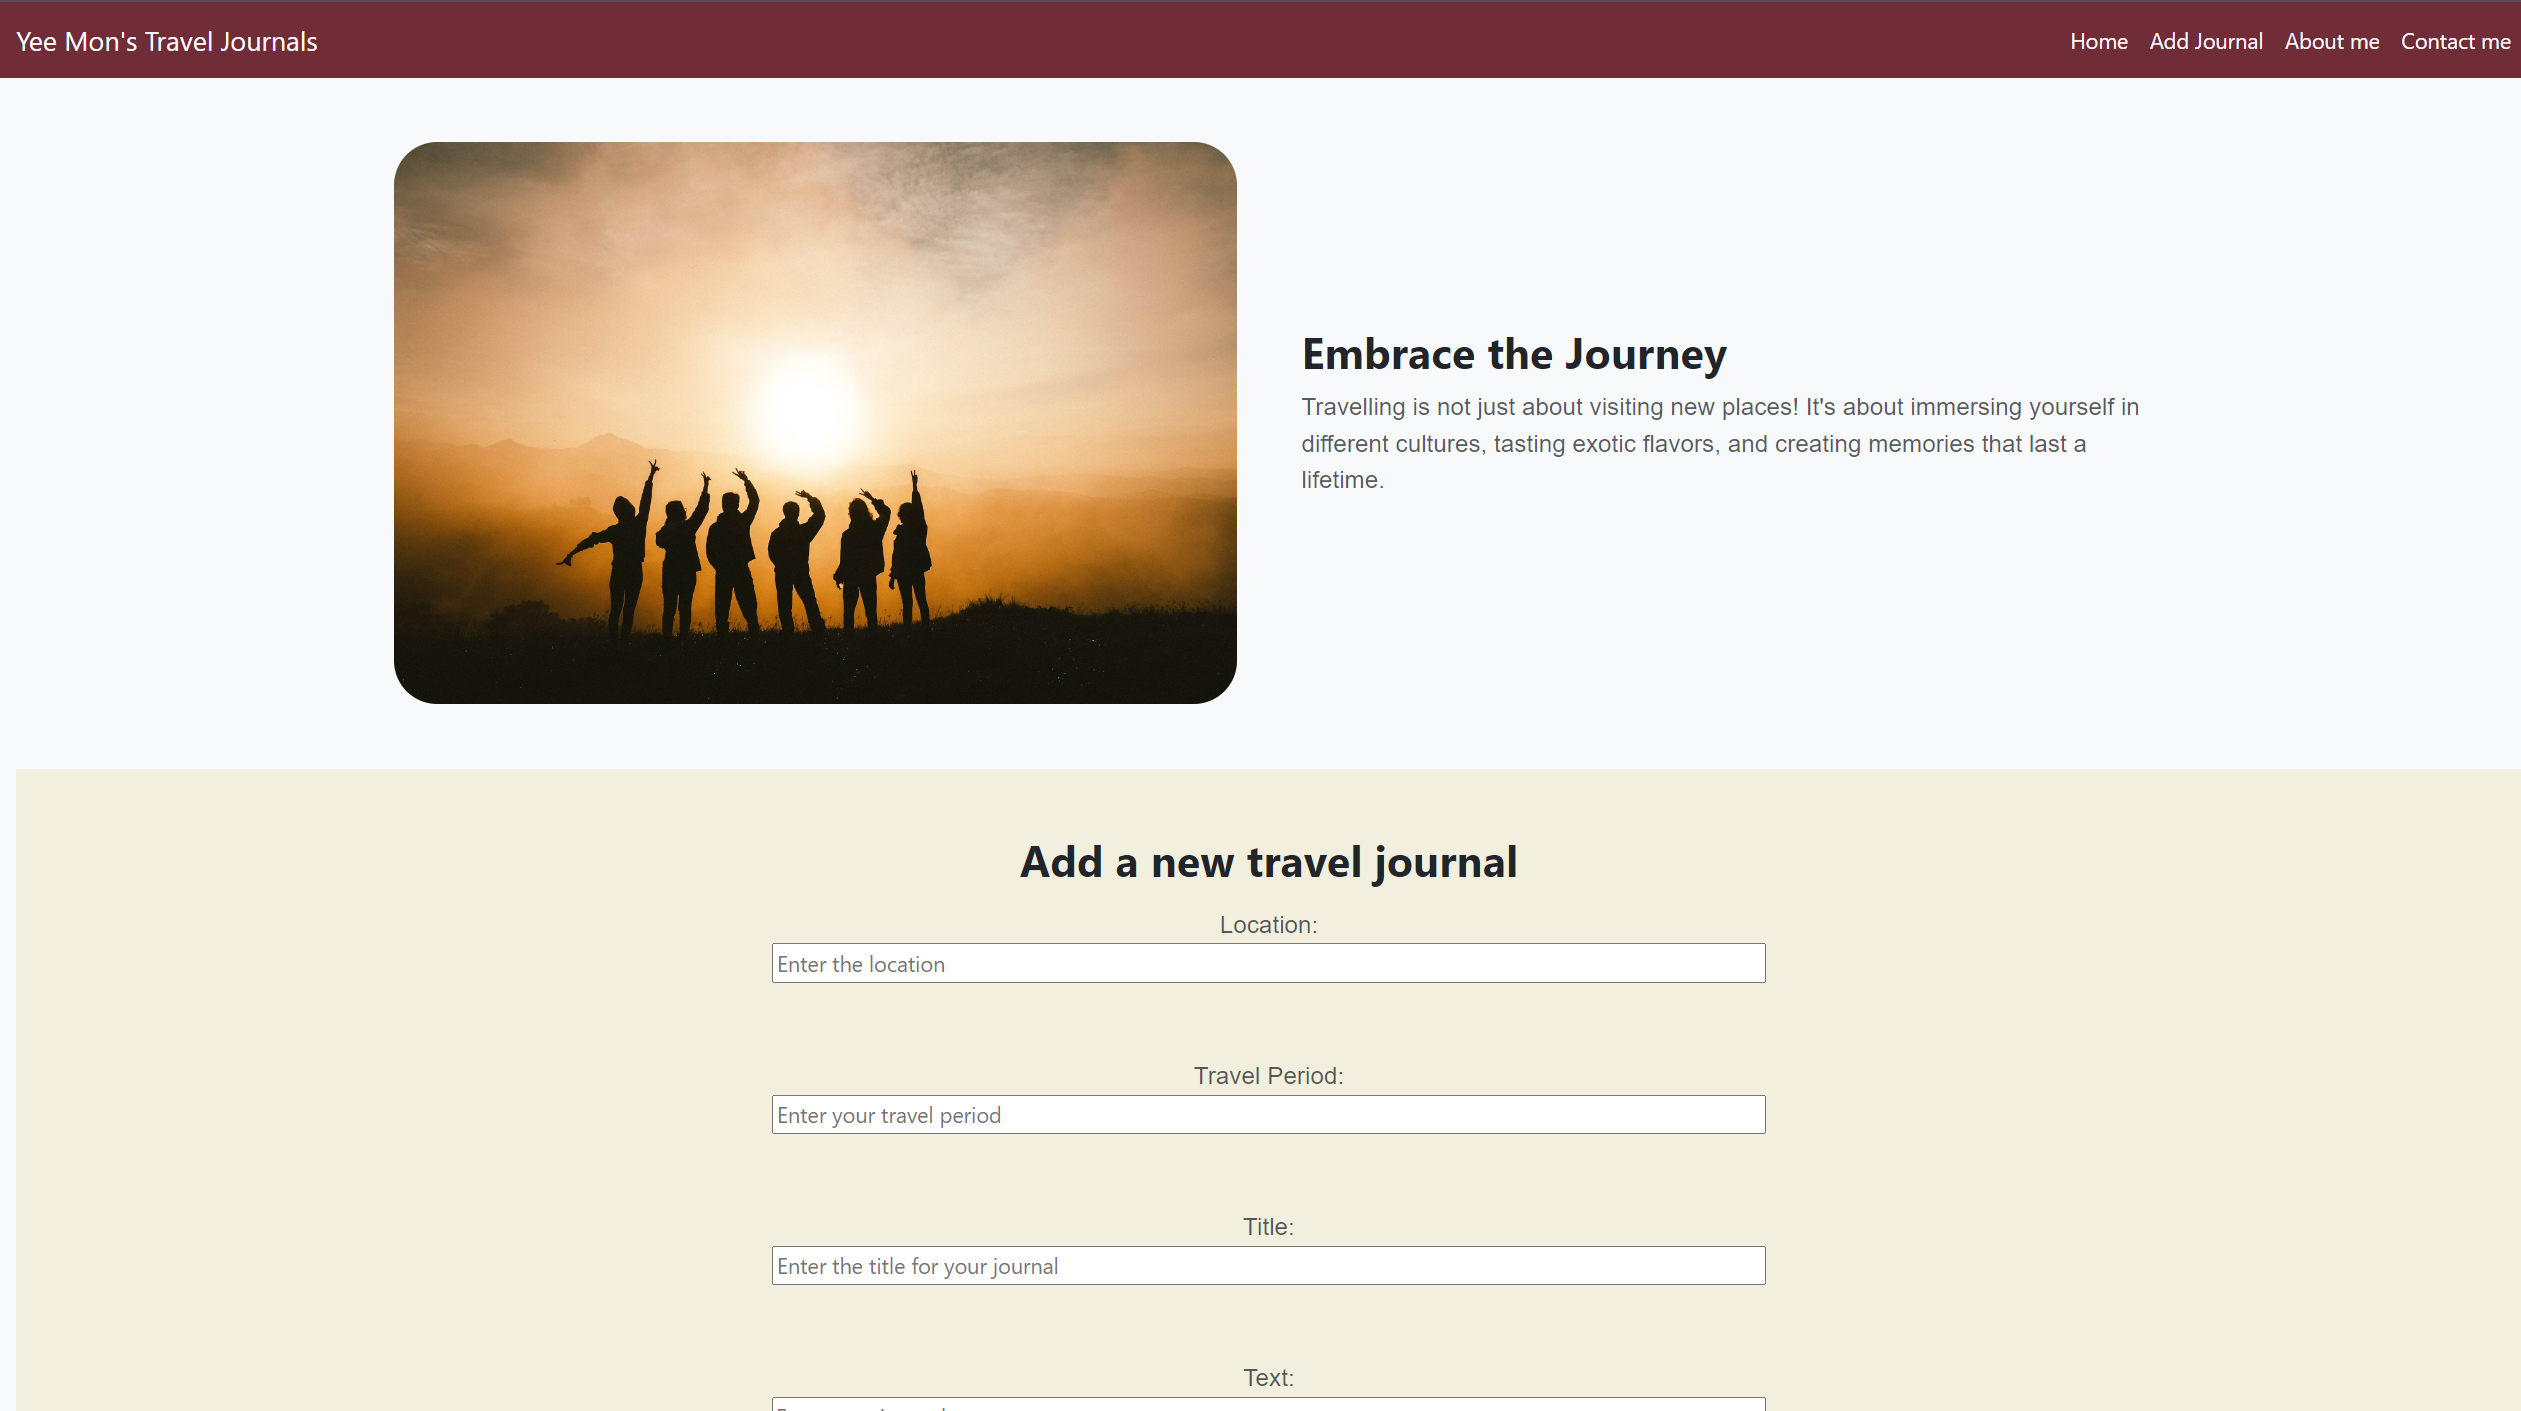 Yee Mon's Travel Journals
Home Add Journal About me Contact me
Embrace the Journey
Travelling is not just about visiting new places! It's about immersing yourself in
different cultures, tasting exotic flavors, and creating memories that last a
lifetime.
Add a new travel journal
Location:
Enter the location
Travel Period:
Enter your travel period
Title:
Enter the title for your journal
Text: